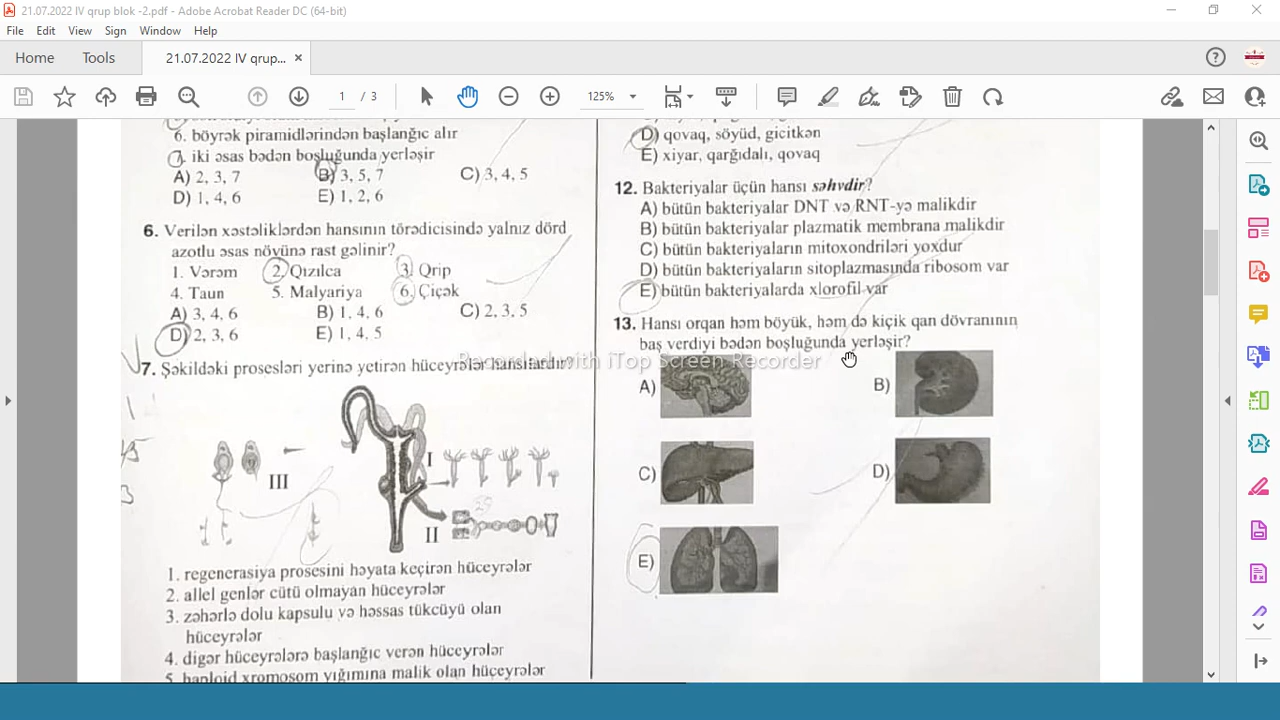 21.07.2022 IV qrup blok -2.pdf - Adobe Acrobat Reader DC (64-bit)
File Edit View Sign Window Help
Home Tools 21.07.2022 IV qrup... ×
1 / 3 125%
6. böyrək piramidlərindən başlanğıc alır
7. iki əsas bədən boşluğunda yerləşir
A) 2, 3, 7 B) 3, 5, 7 C) 3, 4, 5
D) 1, 4, 6 E) 1, 2, 6
6. Verilən xəstəliklərdən hansının törədicisində yalnız dörd
azotlu əsas növünə rast gəlinir?
1. Vərəm 2. Qızılca 3. Qrip
4. Taun 5. Malyariya 6. Çiçək
A) 3, 4, 6 B) 1, 4, 6 C) 2, 3, 5
D) 2, 3, 6 E) 1, 4, 5
7. Şəkildəki prosesləri yerinə yetirən hüceyrələr hansılardır?
I
III
II
1. regenerasiya prosesini həyata keçirən hüceyrələr
2. allel genlər cütü olmayan hüceyrələr
3. zəhərlə dolu kapsulu və həssas tükcüyü olan
hüceyrələr
4. digər hüceyrələrə başlanğıc verən hüceyrələr
5. haploid xromosom yığımına malik olan hüceyrələr
D) qovaq, söyüd, gicitkən
E) xiyar, qarğıdalı, qovaq
12. Bakteriyalar üçün hansı səhvdir?
A) bütün bakteriyalar DNT və RNT-yə malikdir
B) bütün bakteriyalar plazmatik membrana malikdir
C) bütün bakteriyaların mitoxondriləri yoxdur
D) bütün bakteriyaların sitoplazmasında ribosom var
E) bütün bakteriyalarda xlorofil var
13. Hansı orqan həm böyük, həm də kiçik qan dövranının
baş verdiyi bədən boşluğunda yerləşir?
A) B)
C) D)
E)
Recorded with iTop Screen Recorder